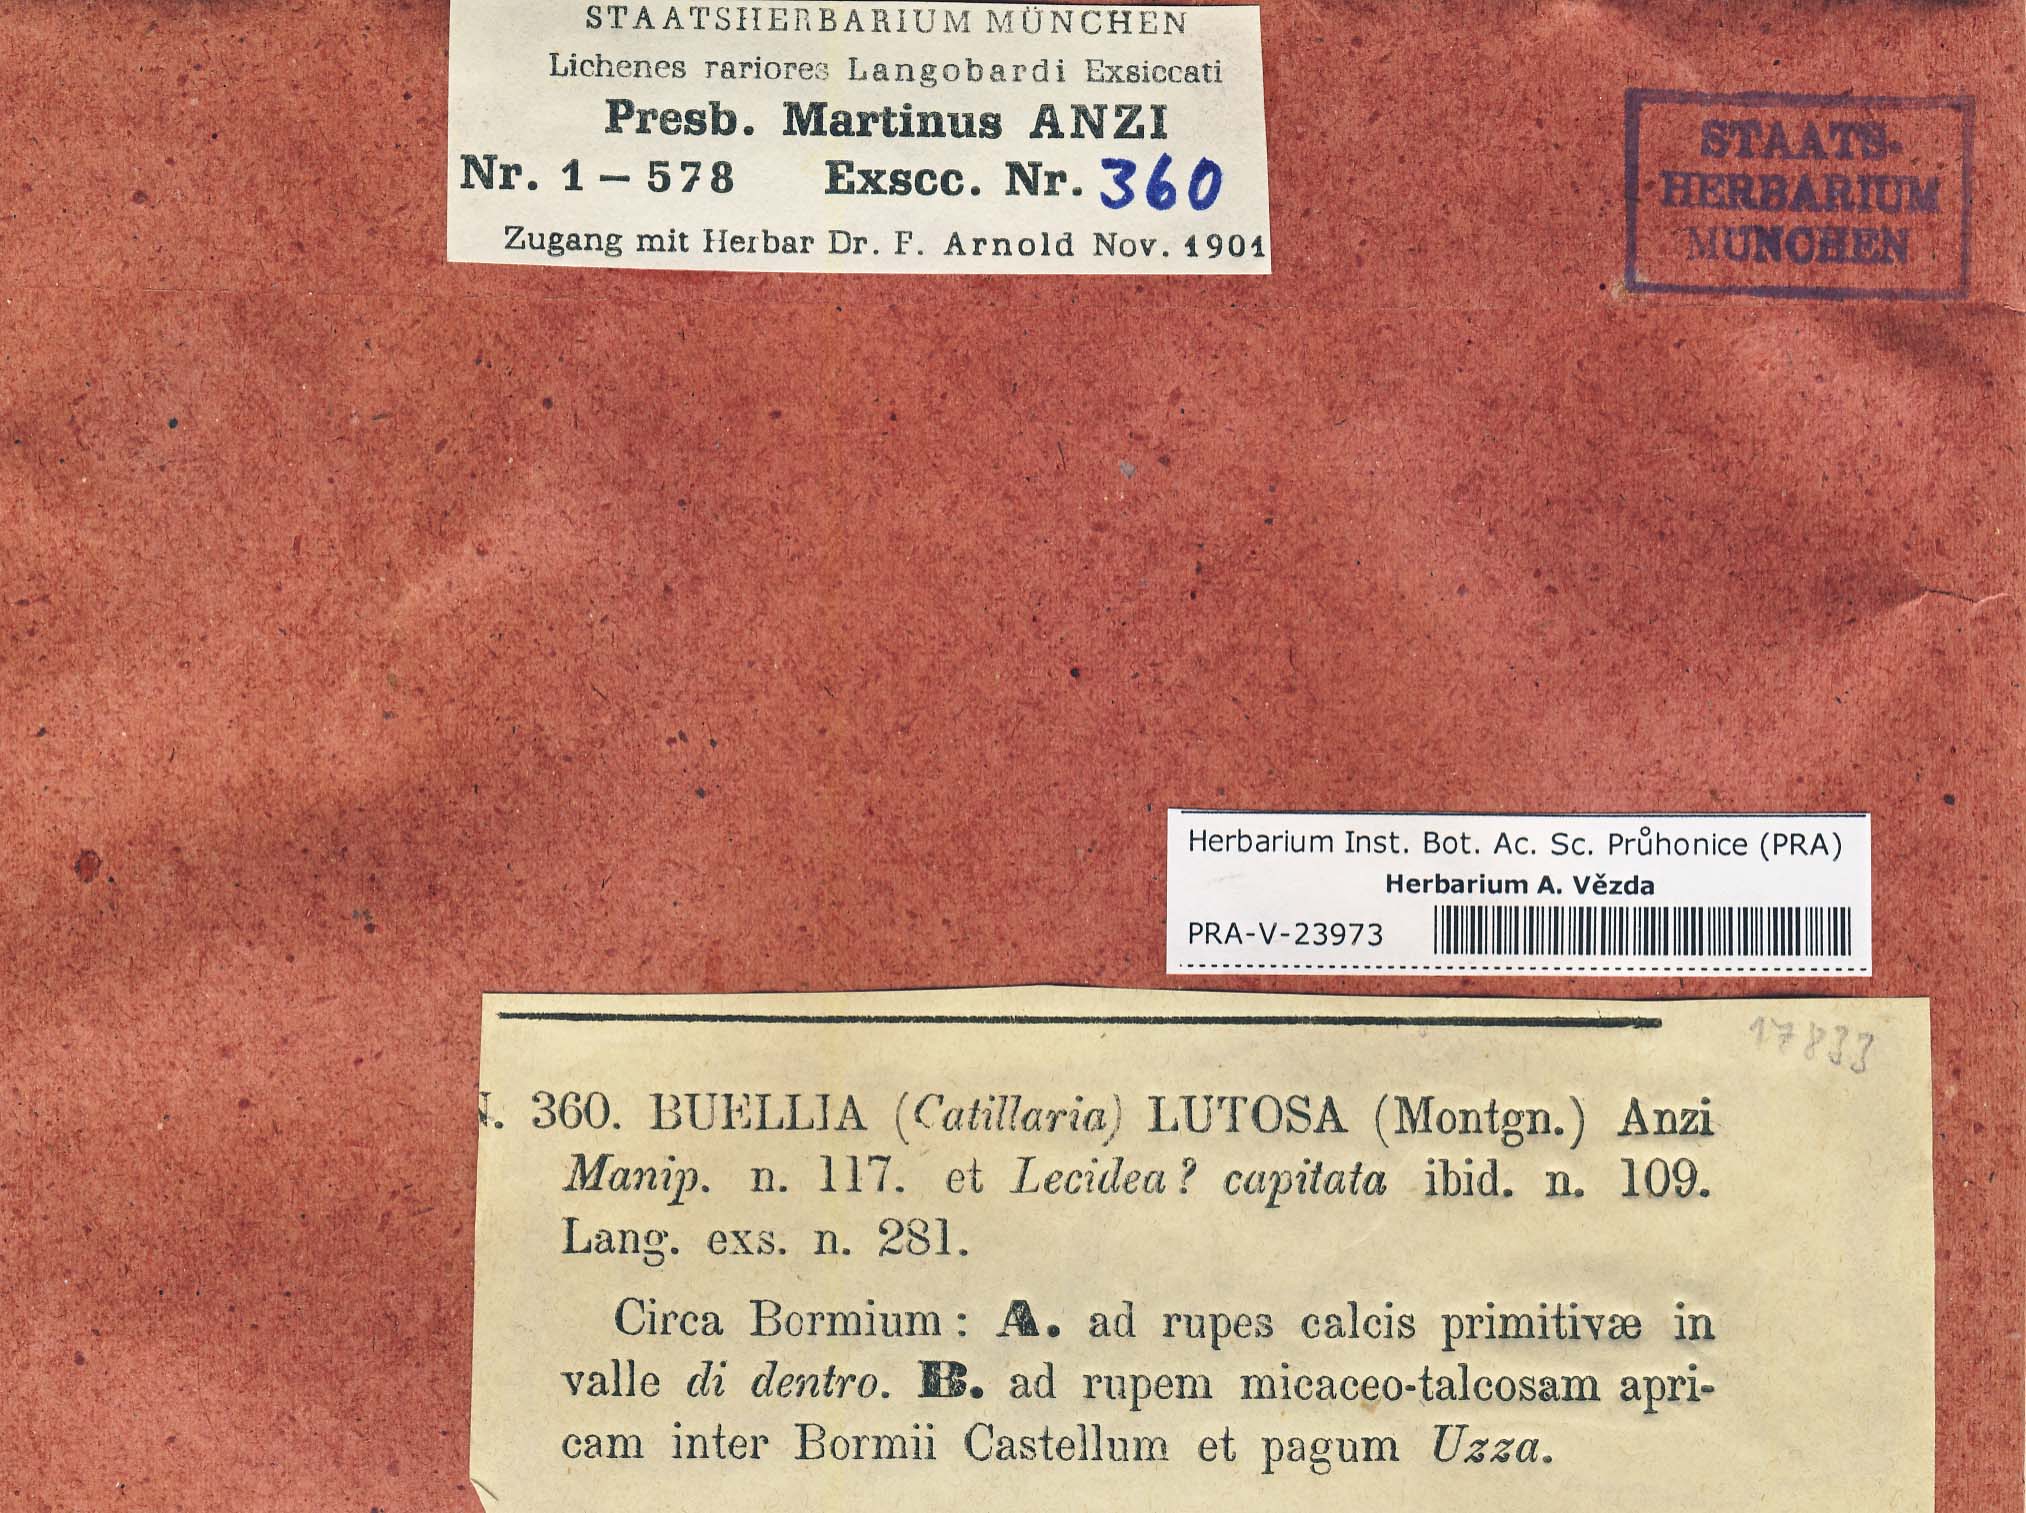 STAATSHERBARIUM MÜNCHEN
Lichenes rariores Langobardi Exsiccati
Presb. Martinus ANZI
Nr. 1 – 578 Exscc. Nr. 360
Zugang mit Herbar Dr. F. Arnold Nov. 1901
STAATS-
HERBARIUM
MÜNCHEN
Herbarium Inst. Bot. Ac. Sc. Průhonice (PRA)
Herbarium A. Vězda
PRA-V-23973
17833
N. 360. BUELLIA (Catillaria) LUTOSA (Montgn.) Anzi
Manip. n. 117. et Lecidea? capitata ibid. n. 109.
Lang. exs. n. 281.
Circa Bormium: A. ad rupes calcis primitivæ in
valle di dentro. B. ad rupem micaceo-talcosam apri-
cam inter Bormii Castellum et pagum Uzza.